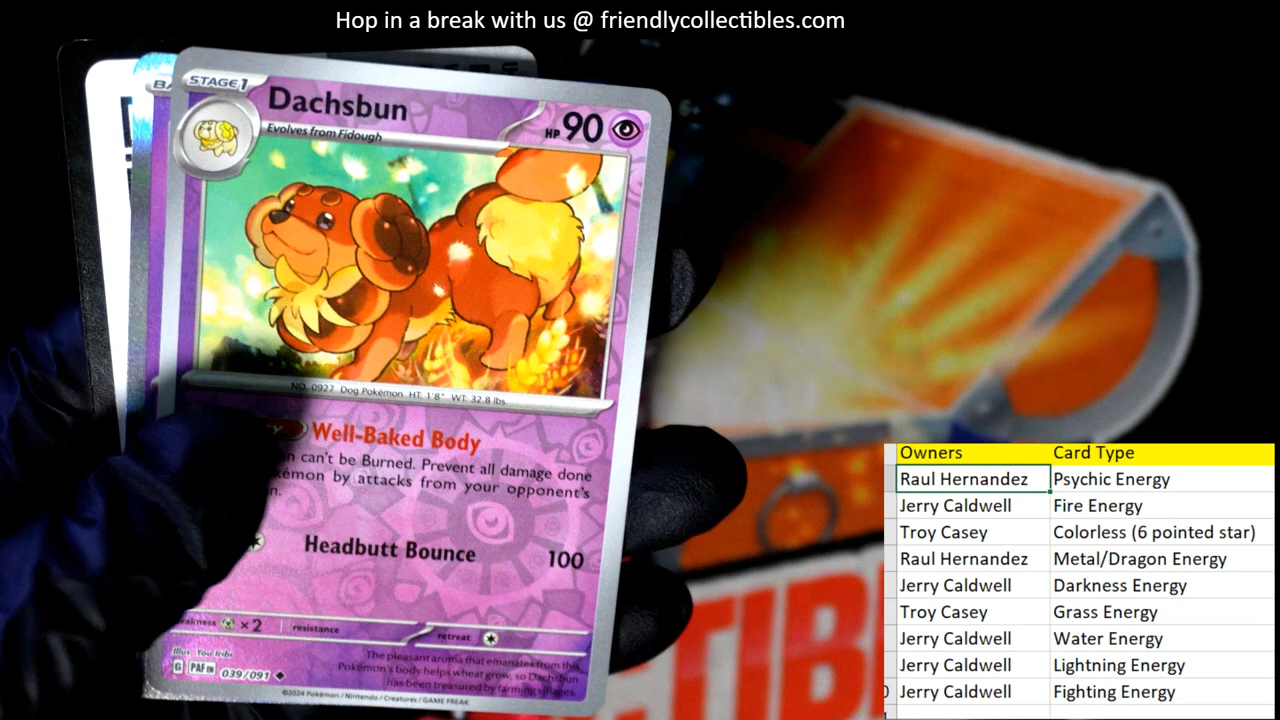 Hop in a break with us @ friendlycollectibles.com
BA
STAGE1
Dachsbun
HP 90
Evolves from Fidough
NO. 0927 Dog Pokémon HT: 1'8" WT: 32.8 lbs.
Well-Baked Body
can't be Burned. Prevent all damage done
by attacks from your opponent's
Headbutt Bounce 100
×2 resistance
retreat
Illus.
G PAF EN 039/091
The pleasant aroma that emanates from this
Pokémon's body helps wheat grow, so Dachsbun
has been treasured by farming villages.
©2024 Pokémon / Nintendo / Creatures / GAME FREAK
TIB
Owners Card Type
Raul Hernandez Psychic Energy
Jerry Caldwell Fire Energy
Troy Casey Colorless (6 pointed star)
Raul Hernandez Metal/Dragon Energy
Jerry Caldwell Darkness Energy
Troy Casey Grass Energy
Jerry Caldwell Water Energy
Jerry Caldwell Lightning Energy
Jerry Caldwell Fighting Energy